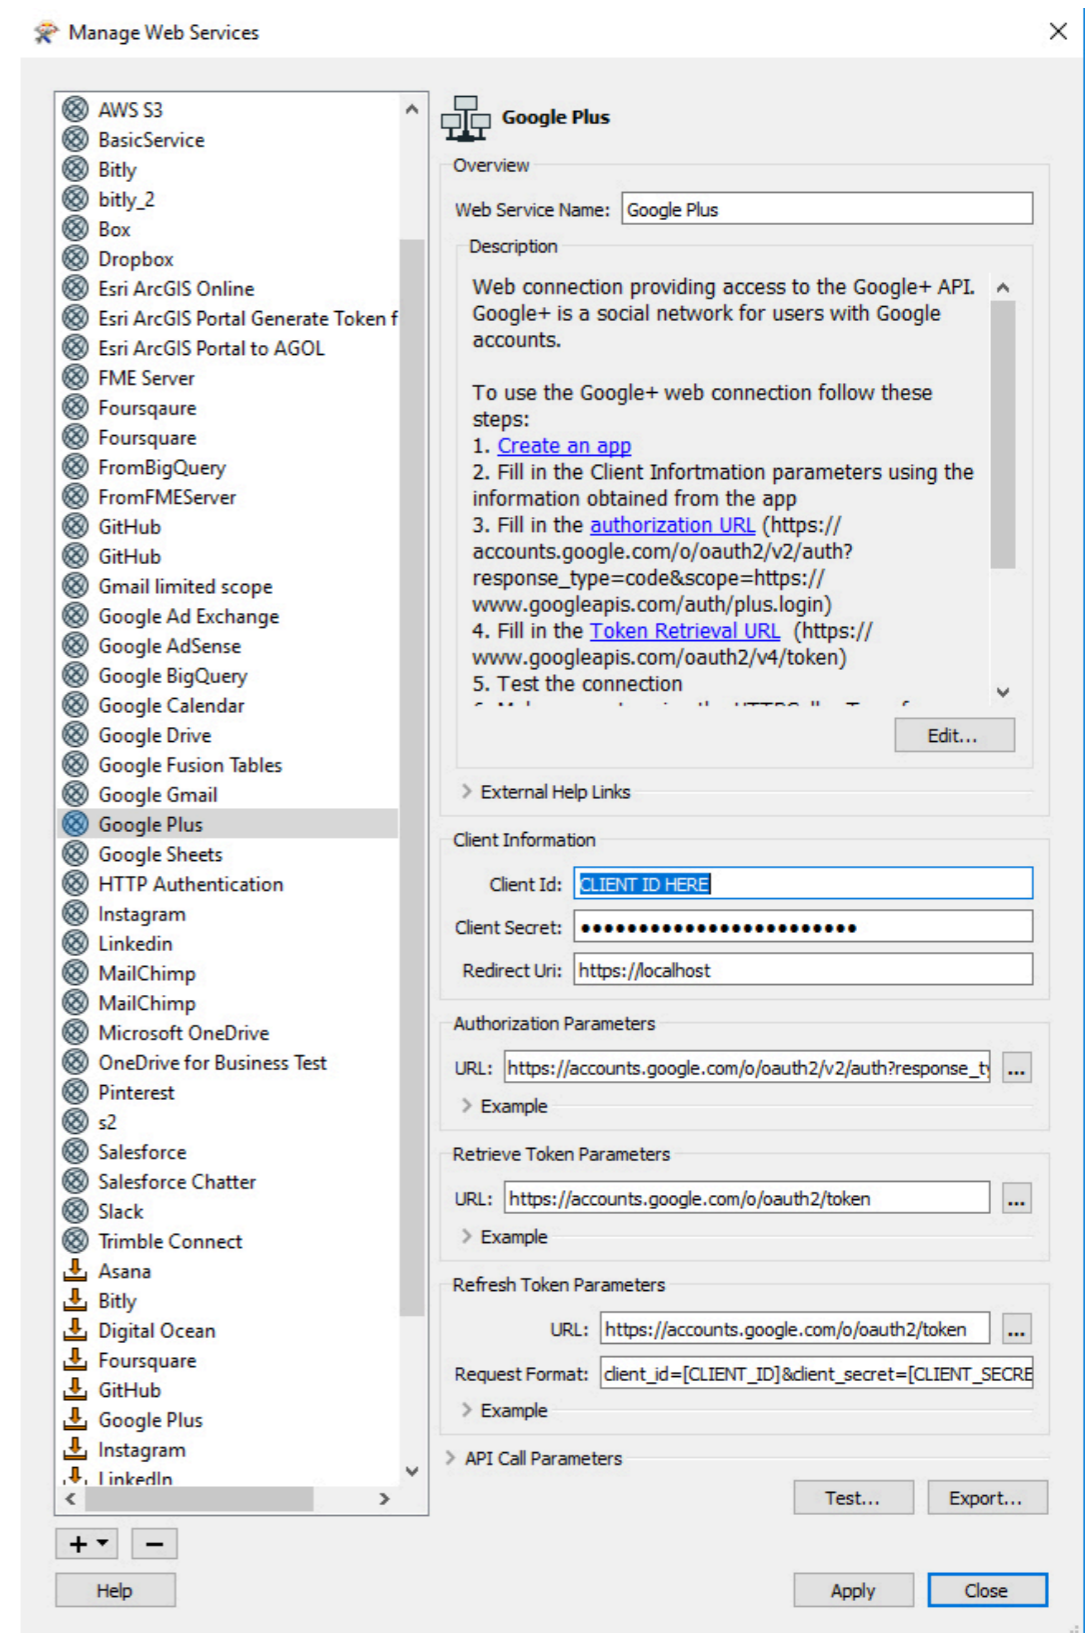 Manage Web Services
AWS S3
BasicService
Bitly
bitly_2
Box
Dropbox
Esri ArcGIS Online
Esri ArcGIS Portal Generate Token f
Esri ArcGIS Portal to AGOL
FME Server
Foursqaure
Foursquare
FromBigQuery
FromFMEServer
GitHub
GitHub
Gmail limited scope
Google Ad Exchange
Google AdSense
Google BigQuery
Google Calendar
Google Drive
Google Fusion Tables
Google Gmail
Google Plus
Google Sheets
HTTP Authentication
Instagram
Linkedin
MailChimp
MailChimp
Microsoft OneDrive
OneDrive for Business Test
Pinterest
s2
Salesforce
Salesforce Chatter
Slack
Trimble Connect
Asana
Bitly
Digital Ocean
Foursquare
GitHub
Google Plus
Instagram
LinkedIn
Help
Google Plus
Overview
Web Service Name: Google Plus
Description
Web connection providing access to the Google+ API.
Google+ is a social network for users with Google
accounts.
To use the Google+ web connection follow these
steps:
1. Create an app
2. Fill in the Client Infortmation parameters using the
information obtained from the app
3. Fill in the authorization URL (https://
accounts.google.com/o/oauth2/v2/auth?
response_type=code&scope=https://
www.googleapis.com/auth/plus.login)
4. Fill in the Token Retrieval URL (https://
www.googleapis.com/oauth2/v4/token)
5. Test the connection
Edit...
External Help Links
Client Information
Client Id: CLIENT ID HERE
Client Secret: ••••••••••••••••••••••••
Redirect Uri: https://localhost
Authorization Parameters
URL: https://accounts.google.com/o/oauth2/v2/auth?response_ty ...
Example
Retrieve Token Parameters
URL: https://accounts.google.com/o/oauth2/token ...
Example
Refresh Token Parameters
URL: https://accounts.google.com/o/oauth2/token ...
Request Format: client_id=[CLIENT_ID]&client_secret=[CLIENT_SECRE
Example
API Call Parameters
Test... Export...
Apply Close